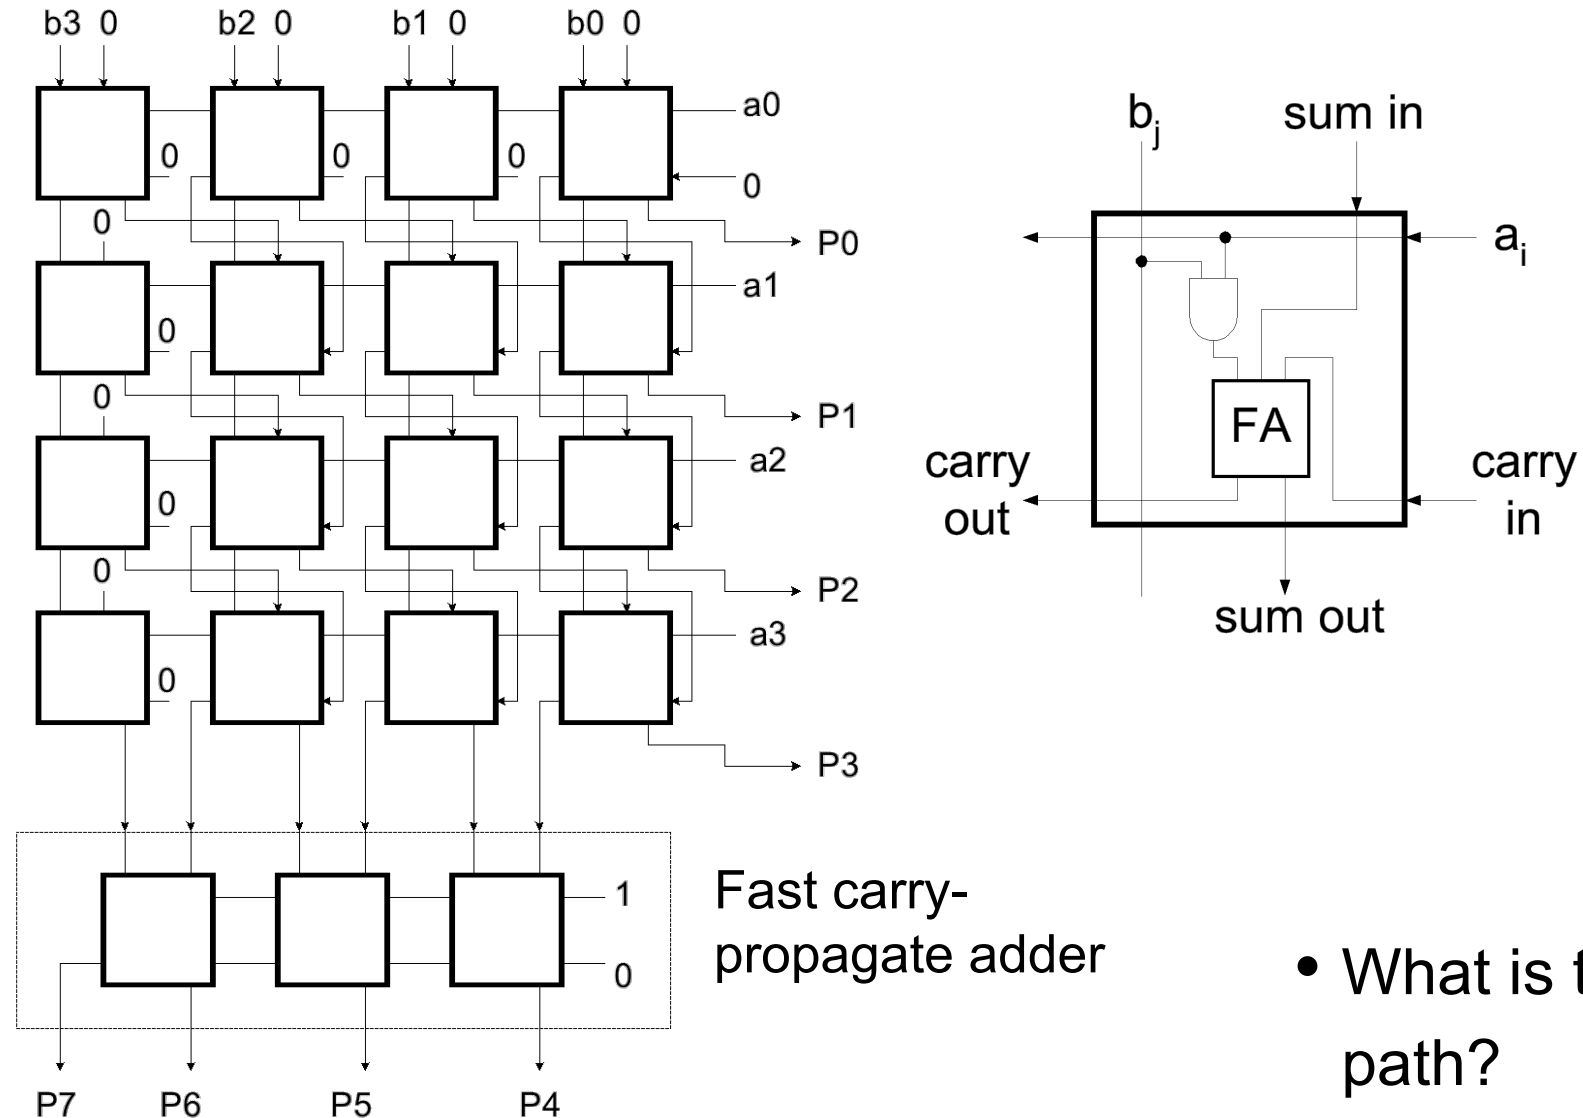 b3 0 b2 0 b1 0 b0 0
a0
0 0 0
0
0
P0
a1
0
0
P1
a2
0
0
P2
a3
0
P3
1
0
P7 P6 P5 P4
Fast carry-
propagate adder
bj sum in
ai
FA
carry
out
carry
in
sum out
• What is t
path?